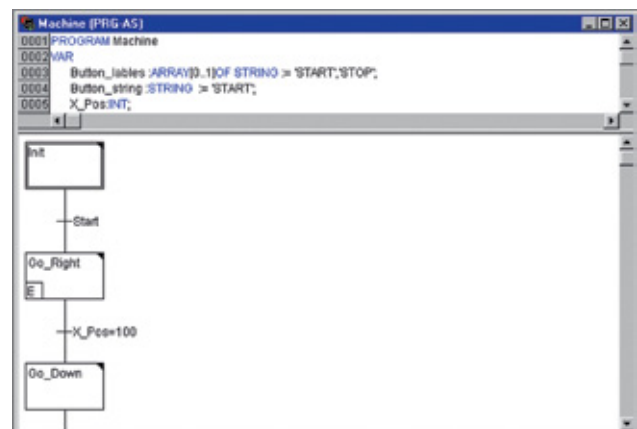 Machine (PRG-AS)
0001 PROGRAM Machine
0002 VAR
0003 Button_lables :ARRAY[0..1]OF STRING := 'START','STOP';
0004 Button_string :STRING := 'START';
0005 X_Pos:INT;
Init
Start
Go_Right
E
X_Pos=100
Go_Down